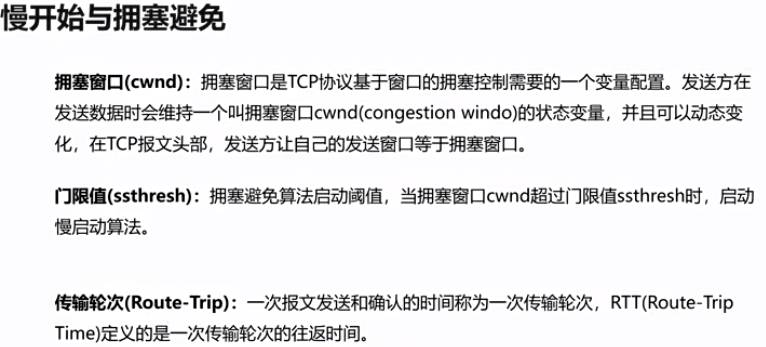 慢开始与拥塞避免
拥塞窗口(cwnd)：拥塞窗口是TCP协议基于窗口的拥塞控制需要的一个变量配置。发送方在
发送数据时会维持一个叫拥塞窗口cwnd(congestion windo)的状态变量，并且可以动态变
化，在TCP报文头部，发送方让自己的发送窗口等于拥塞窗口。
门限值(ssthresh)：拥塞避免算法启动阈值，当拥塞窗口cwnd超过门限值ssthresh时，启动
慢启动算法。
传输轮次(Route-Trip)：一次报文发送和确认的时间称为一次传输轮次，RTT(Route-Trip
Time)定义的是一次传输轮次的往返时间。